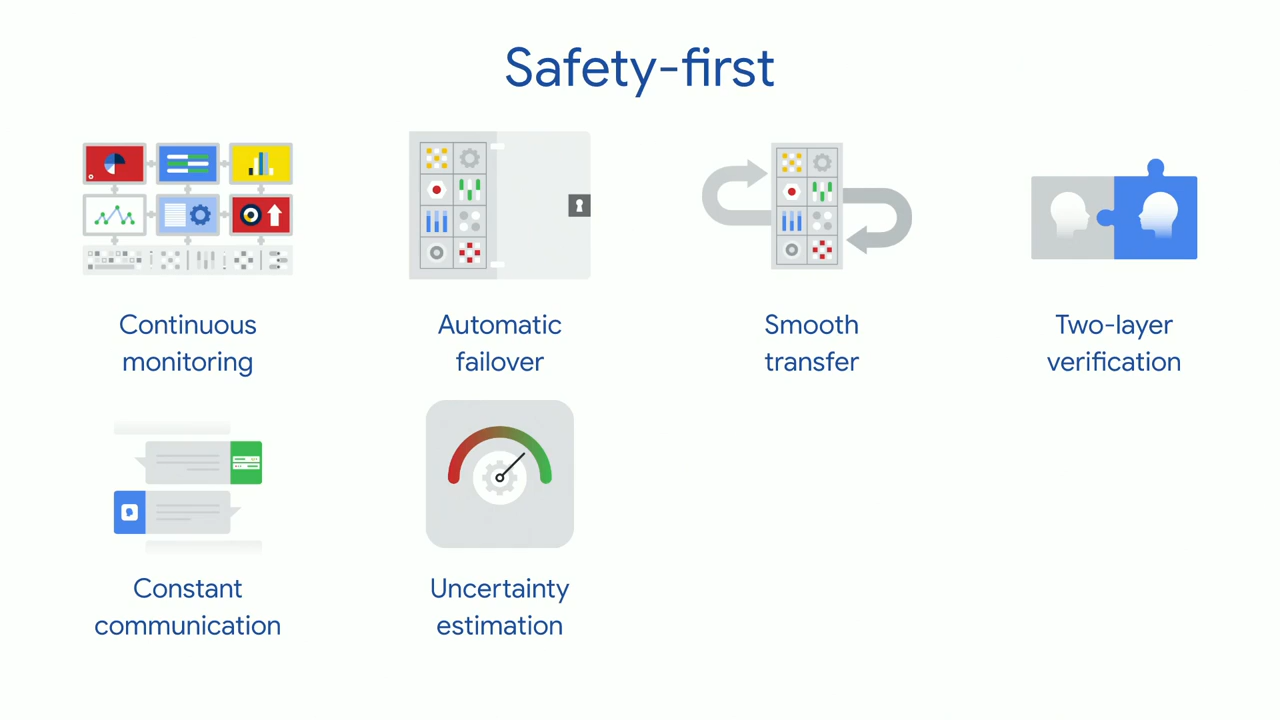 Safety-first
Continuous
monitoring
Automatic
failover
Smooth
transfer
Two-layer
verification
Constant
communication
Uncertainty
estimation